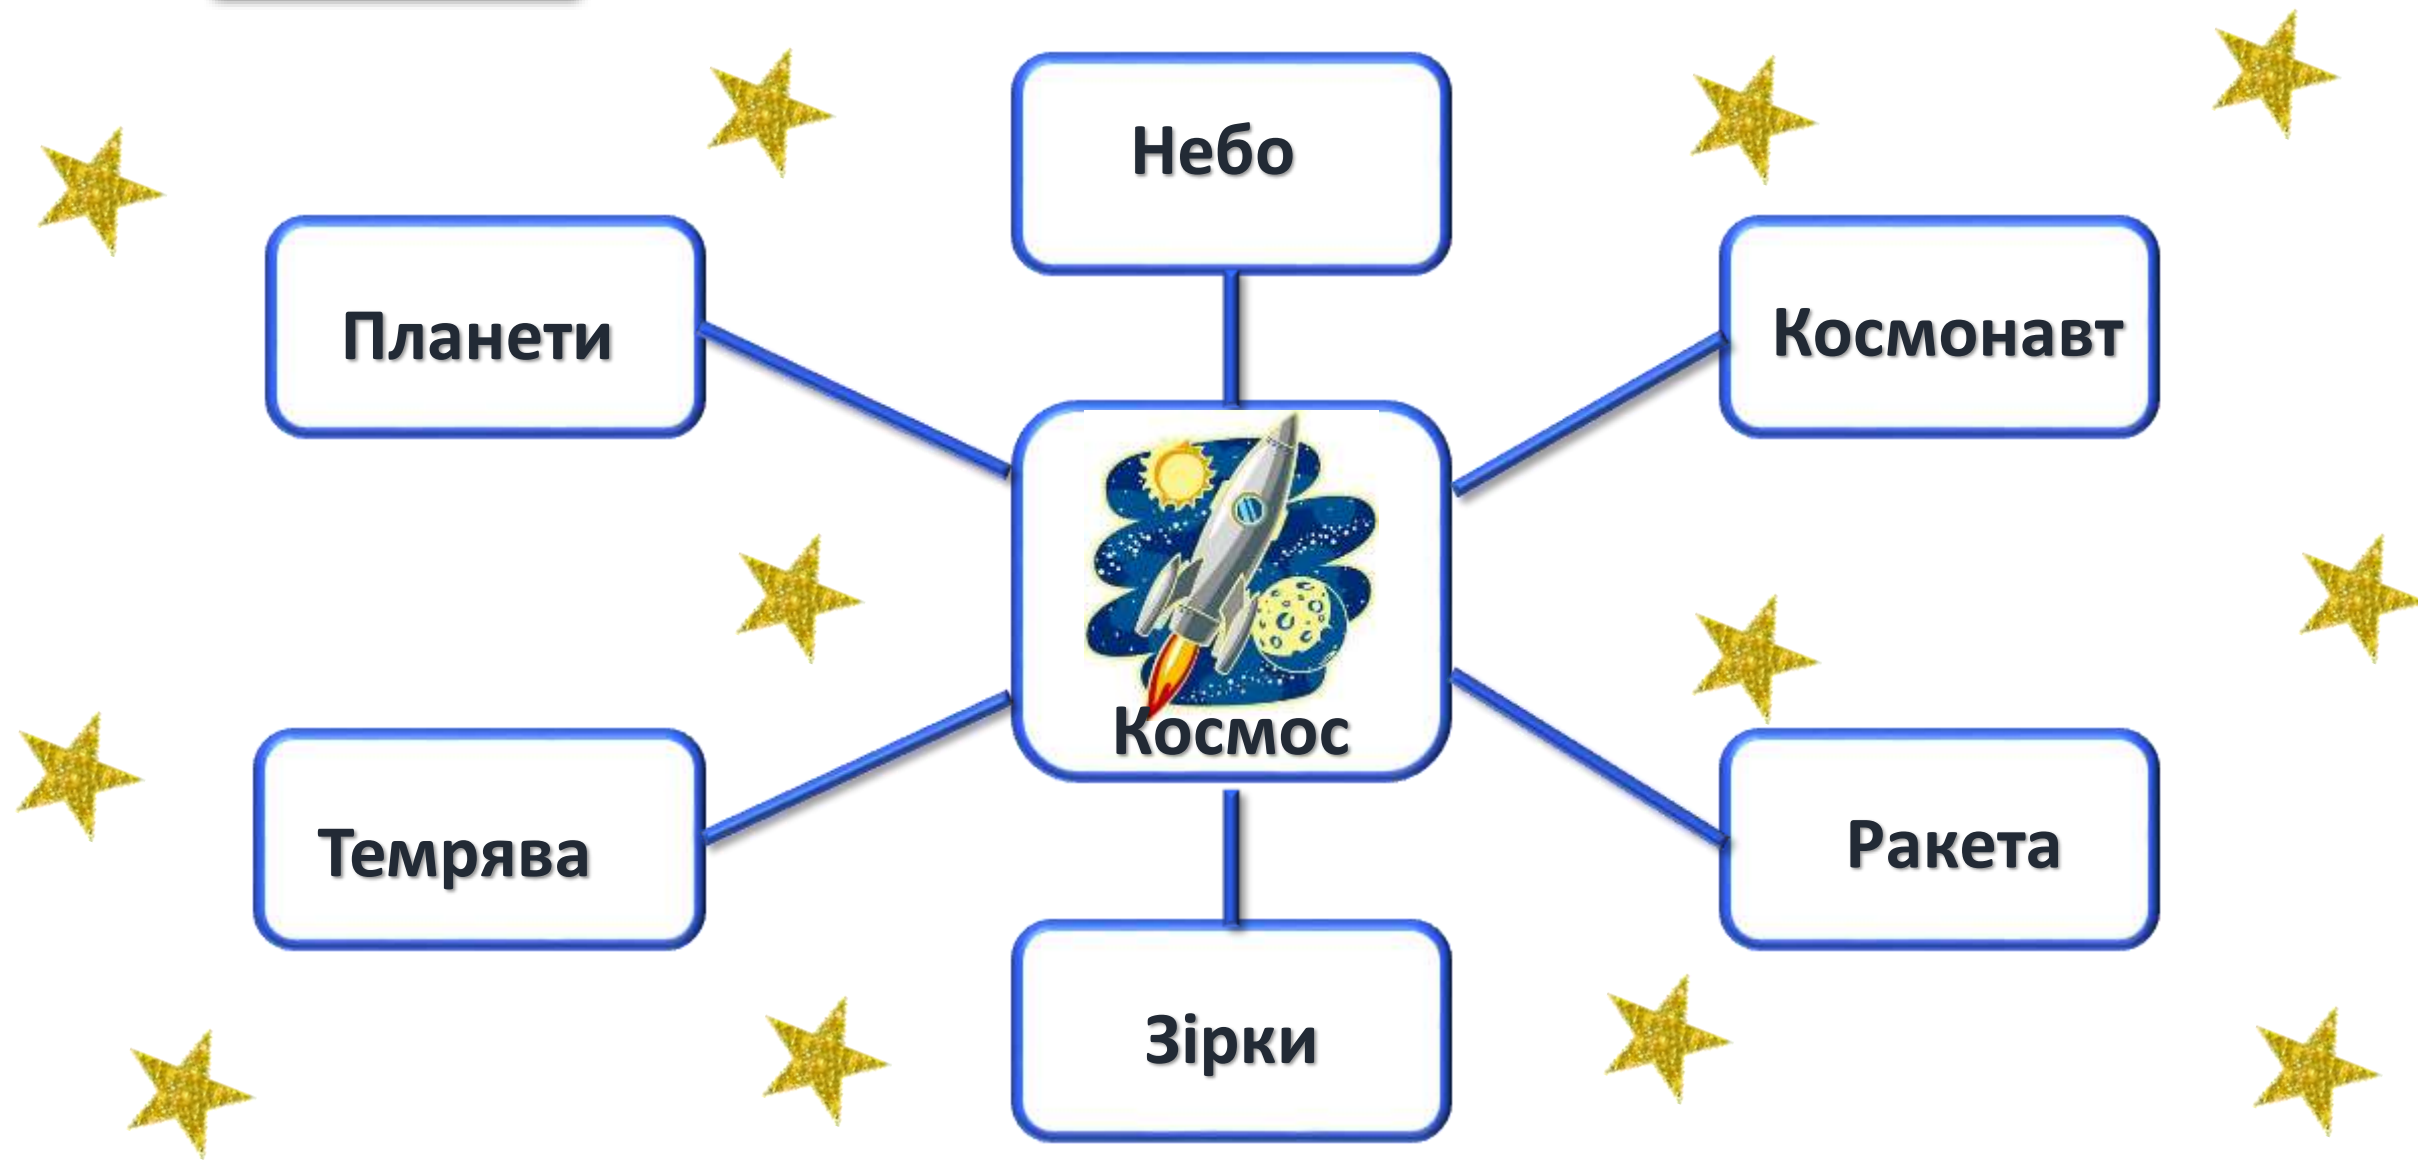 Небо
Планети
Космонавт
Космос
Темрява
Ракета
Зірки